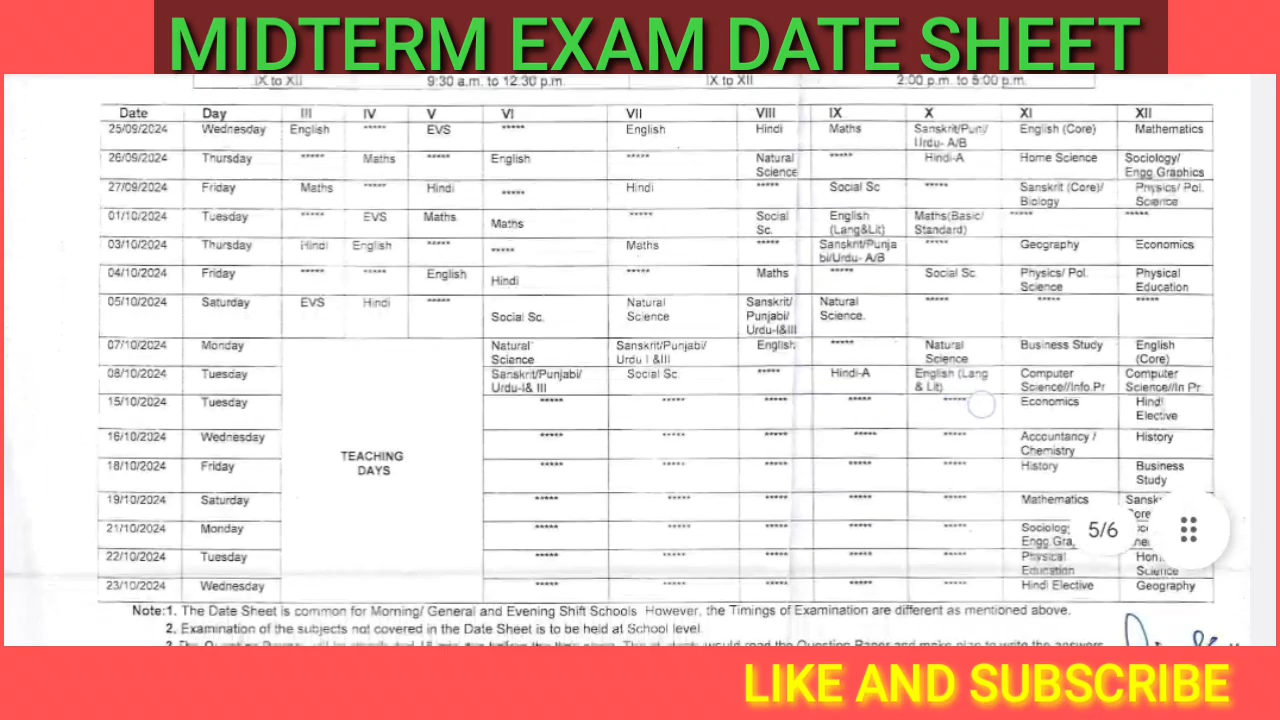 MIDTERM EXAM DATE SHEET
IX to XII 9:30 a.m. to 12:30 p.m. IX to XII 2:00 p.m. to 5:00 p.m.
Date Day III IV V VI VII VIII IX X XI XII
25/09/2024 Wednesday English ***** EVS ***** English Hindi Maths Sanskrit/Punj/ English (Core) Mathematics
Urdu- A/B
26/09/2024 Thursday ***** Maths ***** English ***** Natural ***** Hindi-A Home Science Sociology/
Science Engg Graphics
27/09/2024 Friday Maths ***** Hindi ***** Hindi ***** Social Sc ***** Sanskrit (Core)/ Physics/ Pol.
Biology Science
01/10/2024 Tuesday ***** EVS Maths Maths ***** Social English Maths(Basic/ ***** *****
Sc. (Lang&Lit) Standard)
03/10/2024 Thursday Hindi English ***** ***** Maths ***** Sanskrit/Punja ***** Geography Economics
bi/Urdu- A/B
04/10/2024 Friday ***** ***** English Hindi ***** Maths ***** Social Sc. Physics/ Pol. Physical
Science Education
05/10/2024 Saturday EVS Hindi ***** Social Sc. Natural Sanskrit/ Natural ***** ***** *****
Science Punjabi/ Science.
Urdu-I&III
07/10/2024 Monday Natural Sanskrit/Punjabi/ English ***** Natural Business Study English
Science Urdu I &III Science (Core)
08/10/2024 Tuesday Sanskrit/Punjabi/ Social Sc. ***** Hindi-A English (Lang Computer Computer
Urdu-I& III & Lit) Science//Info.Pr Science//In Pr
15/10/2024 Tuesday ***** ***** ***** ***** ***** Economics Hindi
Elective
16/10/2024 Wednesday ***** ***** ***** ***** ***** Accountancy / History
Chemistry
TEACHING
DAYS
18/10/2024 Friday ***** ***** ***** ***** ***** History Business
Study
19/10/2024 Saturday ***** ***** ***** ***** ***** Mathematics
21/10/2024 Monday ***** ***** ***** ***** *****
5/6
22/10/2024 Tuesday ***** ***** ***** ***** ***** Physical
Education Science
23/10/2024 Wednesday ***** ***** ***** ***** ***** Hindi Elective Geography
Note:1. The Date Sheet is common for Morning/ General and Evening Shift Schools. However, the Timings of Examination are different as mentioned above.
2. Examination of the subjects not covered in the Date Sheet is to be held at School level.
LIKE AND SUBSCRIBE